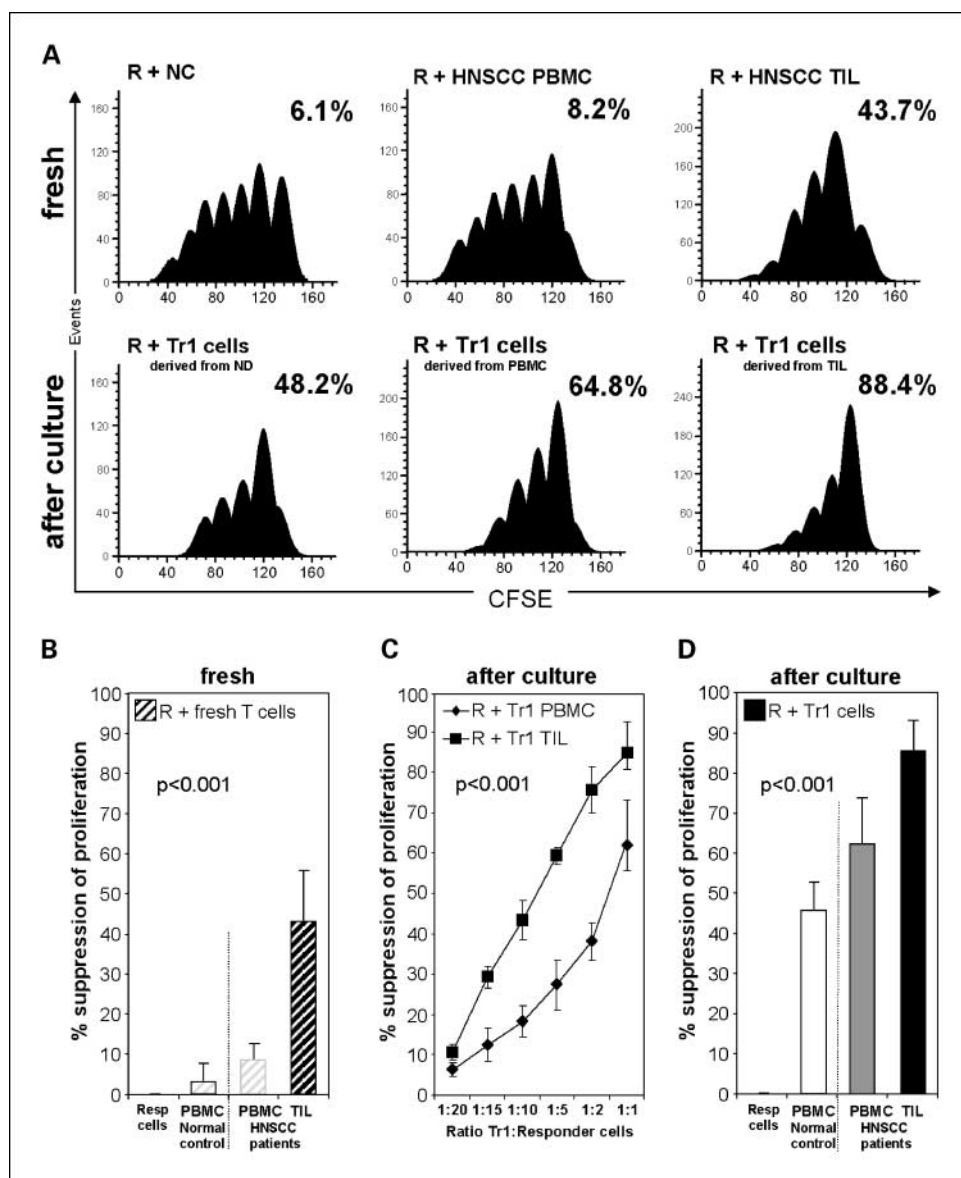 A
R + NC
R + HNSCC PBMC
R + HNSCC TIL
6.1%
8.2%
43.7%
fresh
160
120
80
40
0
0 40 80 120 160
160
120
80
40
0
0 40 80 120 160
200
180
120
60
0
0 40 80 120 160
Events
R + Tr1 cells
derived from ND
48.2%
R + Tr1 cells
derived from PBMC
64.8%
R + Tr1 cells
derived from TIL
88.4%
after culture
160
120
80
40
0
0 40 80 120 160
200
180
120
60
0
0 40 80 120 160
240
180
120
60
0
0 40 80 120 160
CFSE
B
fresh
% suppression of proliferation
100
90
80
70
60
50
40
30
20
10
0
R + fresh T cells
p<0.001
Resp cells
PBMC Normal control
PBMC TIL
HNSCC patients
C
after culture
% suppression of proliferation
100
90
80
70
60
50
40
30
20
10
0
R + Tr1 PBMC
R + Tr1 TIL
p<0.001
1:20 1:15 1:10 1:5 1:2 1:1
Ratio Tr1:Responder cells
D
after culture
% suppression of proliferation
100
90
80
70
60
50
40
30
20
10
0
R + Tr1 cells
p<0.001
Resp cells
PBMC Normal control
PBMC TIL
HNSCC patients